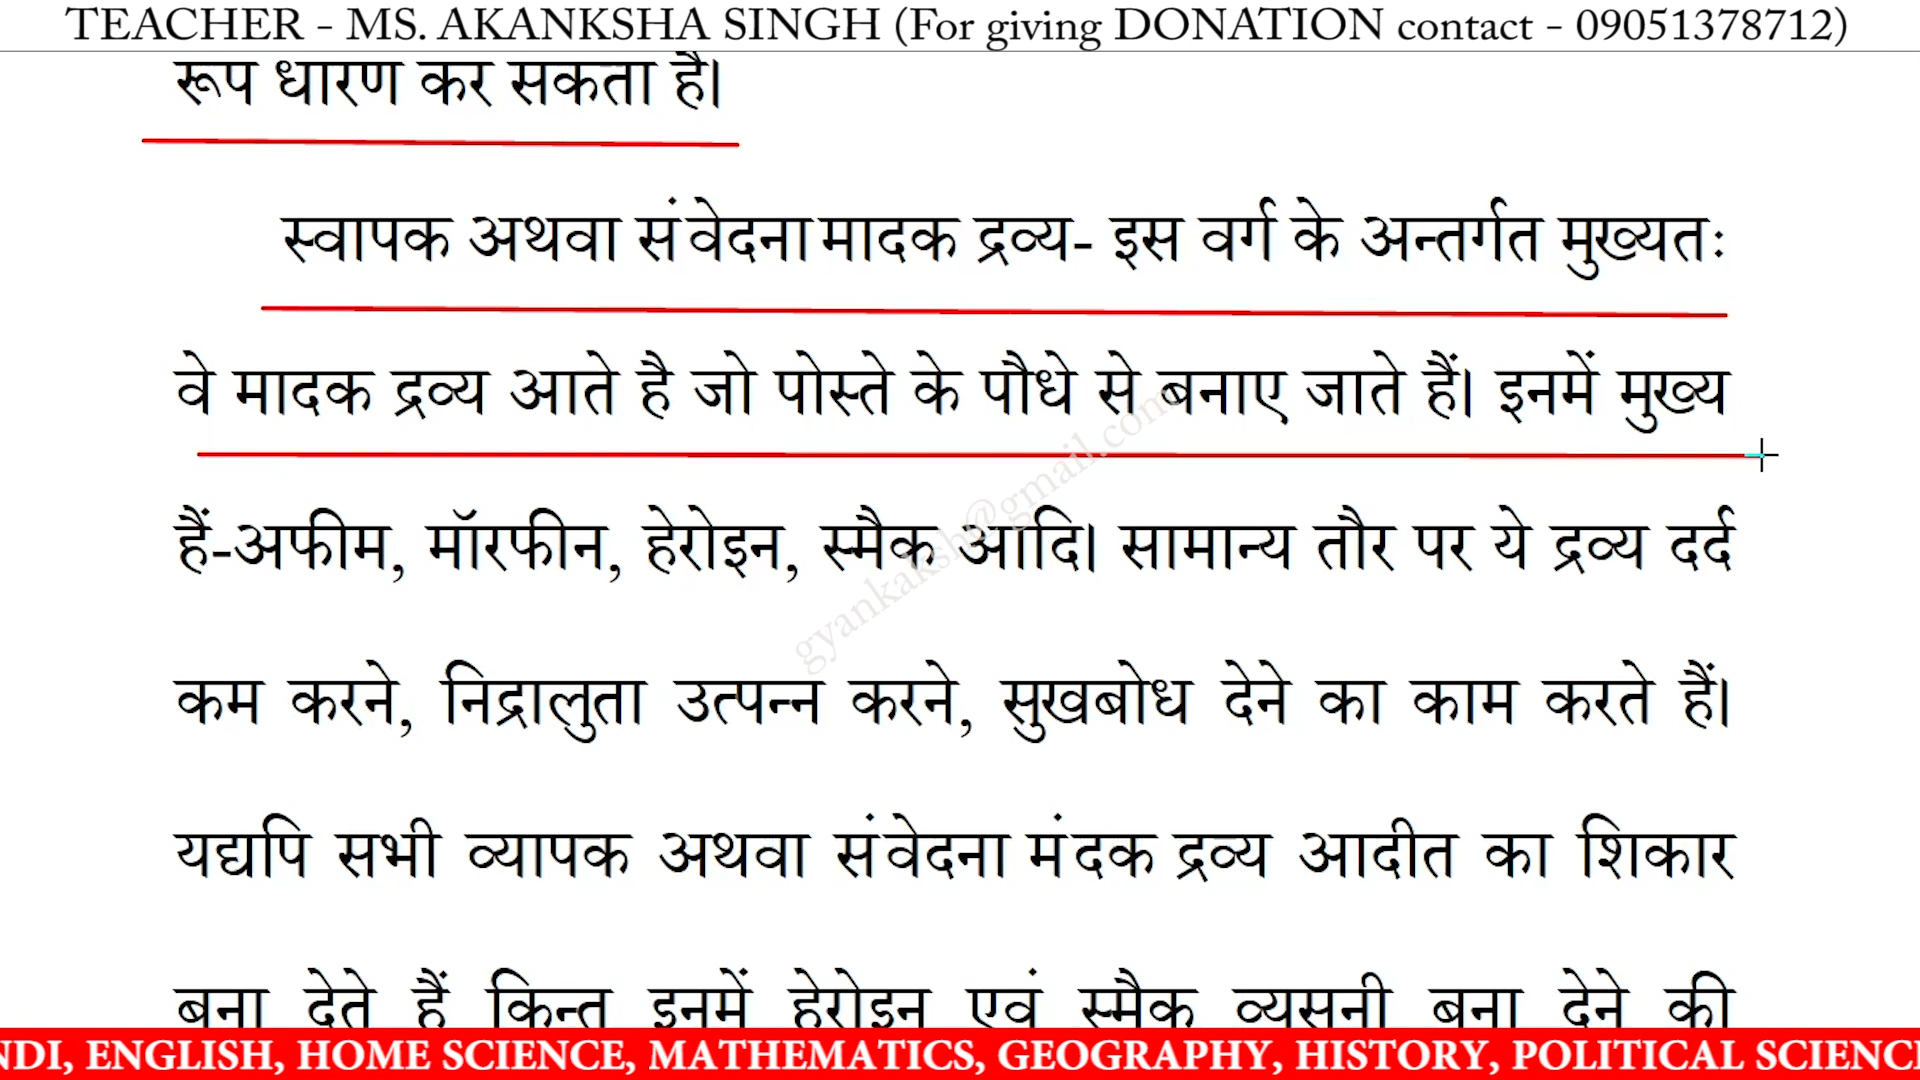 TEACHER - MS. AKANKSHA SINGH (For giving DONATION contact - 09051378712)
रूप धारण कर सकता है।
स्वापक अथवा संवेदना मादक द्रव्य- इस वर्ग के अन्तर्गत मुख्यतः
वे मादक द्रव्य आते है जो पोस्ते के पौधे से बनाए जाते हैं। इनमें मुख्य
हैं-अफीम, मॉरफीन, हेरोइन, स्मैक आदि। सामान्य तौर पर ये द्रव्य दर्द
कम करने, निद्रालुता उत्पन्न करने, सुखबोध देने का काम करते हैं।
यद्यपि सभी व्यापक अथवा संवेदना मंदक द्रव्य आदीत का शिकार
बना देते हैं किन्त इनमें हेरोइन एवं स्मैक व्यसनी बना देने की
gyankaksh@gmail.com
NDI, ENGLISH, HOME SCIENCE, MATHEMATICS, GEOGRAPHY, HISTORY, POLITICAL SCIENC